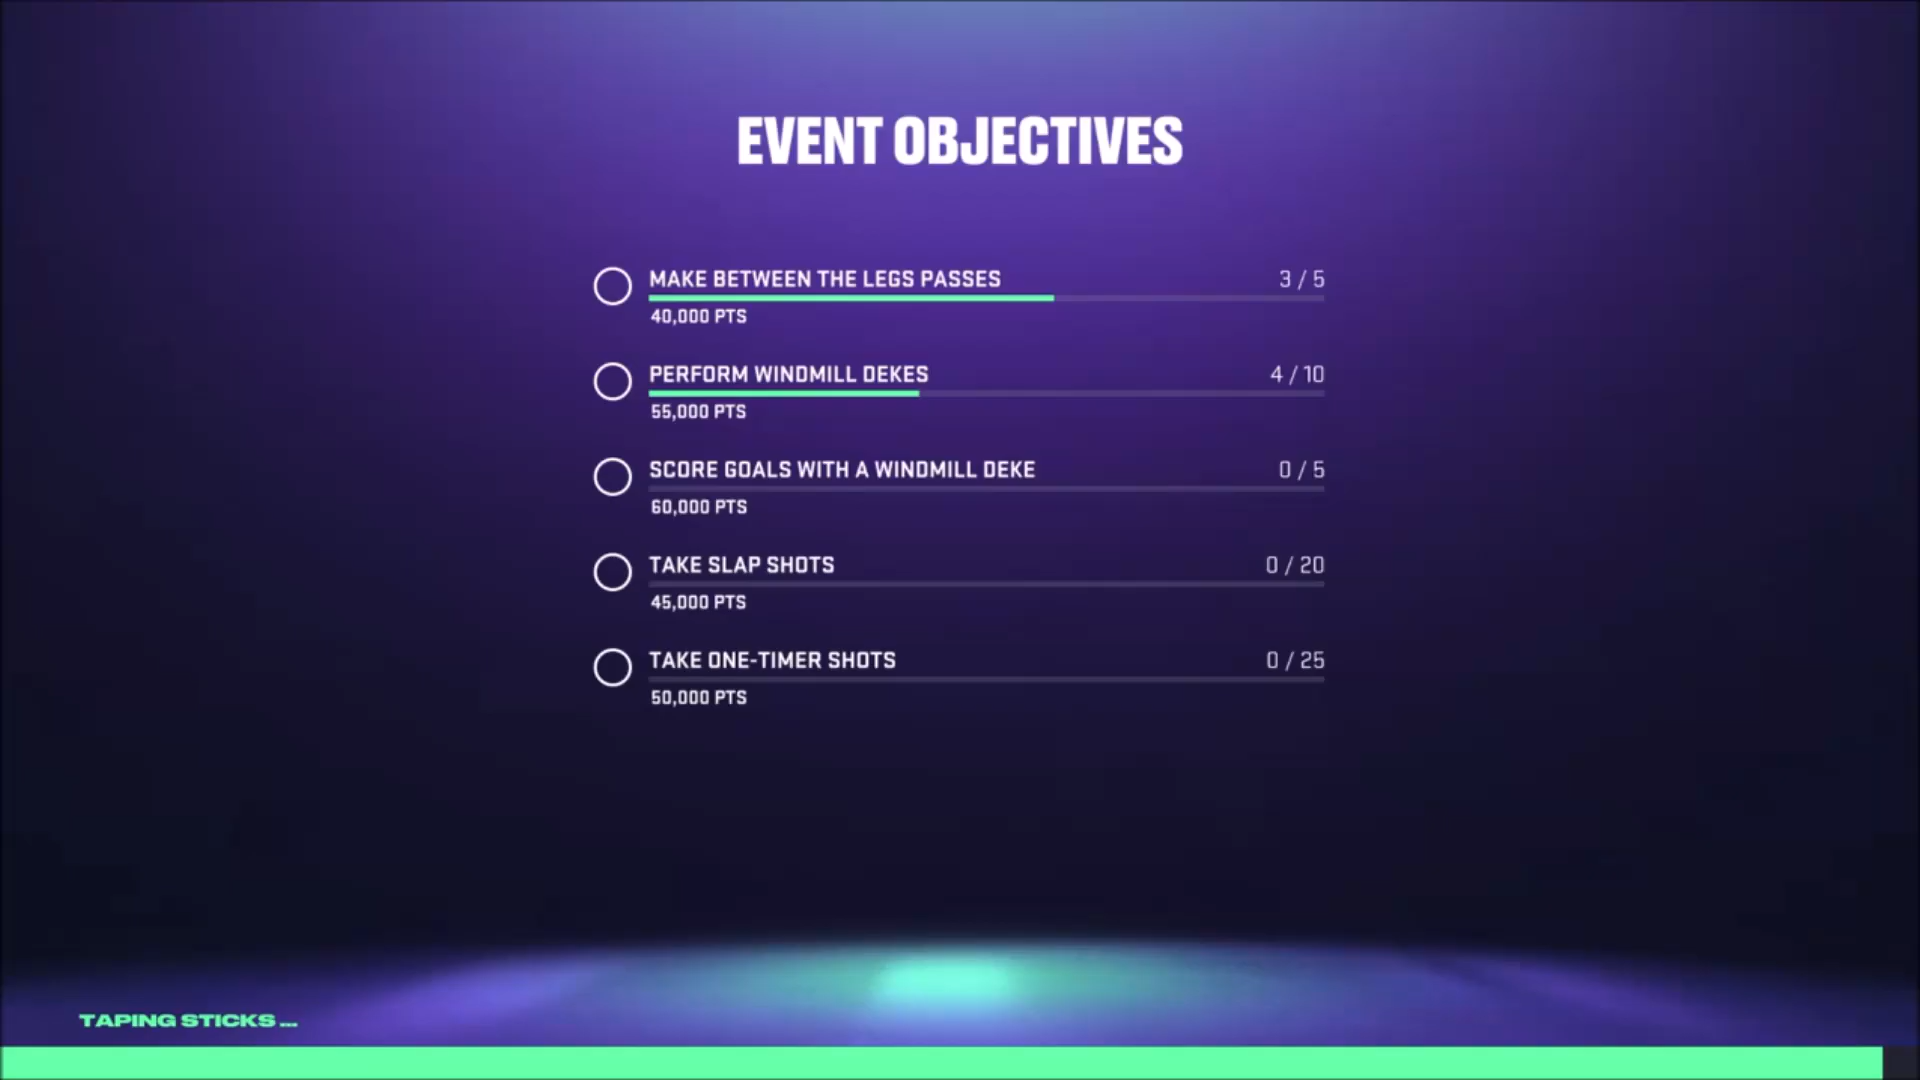 EVENT OBJECTIVES
MAKE BETWEEN THE LEGS PASSES 3 / 5
40,000 PTS
PERFORM WINDMILL DEKES 4 / 10
55,000 PTS
SCORE GOALS WITH A WINDMILL DEKE 0 / 5
60,000 PTS
TAKE SLAP SHOTS 0 / 20
45,000 PTS
TAKE ONE-TIMER SHOTS 0 / 25
50,000 PTS
TAPING STICKS ...